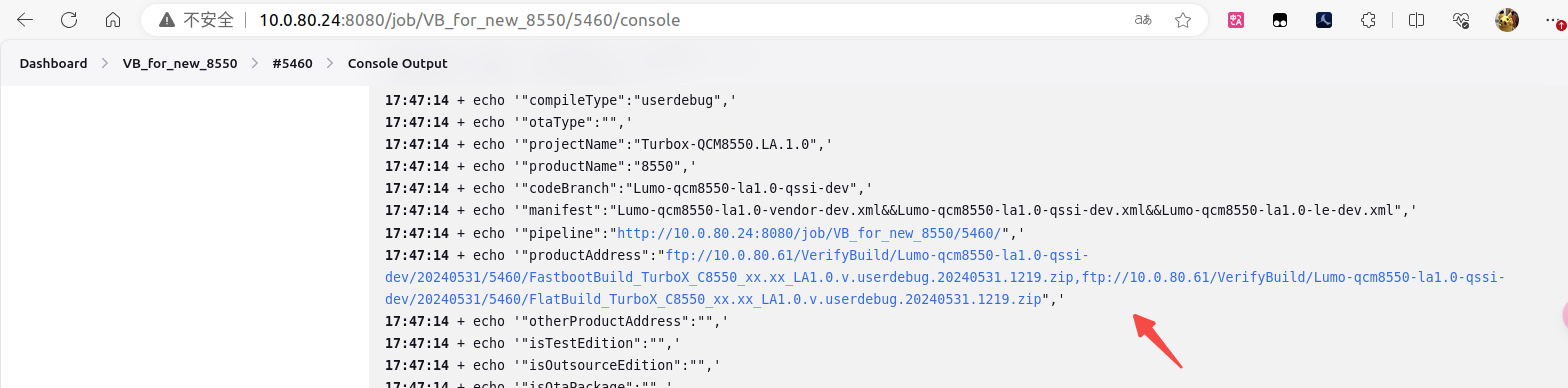 不安全 10.0.80.24:8080/job/VB_for_new_8550/5460/console
Dashboard VB_for_new_8550 #5460 Console Output
17:47:14 + echo '"compileType":"userdebug",'
17:47:14 + echo '"otaType":"",'
17:47:14 + echo '"projectName":"Turbox-QCM8550.LA.1.0",'
17:47:14 + echo '"productName":"8550",'
17:47:14 + echo '"codeBranch":"Lumo-qcm8550-la1.0-qssi-dev",'
17:47:14 + echo '"manifest":"Lumo-qcm8550-la1.0-vendor-dev.xml&&Lumo-qcm8550-la1.0-qssi-dev.xml&&Lumo-qcm8550-la1.0-le-dev.xml",'
17:47:14 + echo '"pipeline":"http://10.0.80.24:8080/job/VB_for_new_8550/5460/",'
17:47:14 + echo '"productAddress":"ftp://10.0.80.61/VerifyBuild/Lumo-qcm8550-la1.0-qssi-
dev/20240531/5460/FastbootBuild_TurboX_C8550_xx.xx_LA1.0.v.userdebug.20240531.1219.zip,ftp://10.0.80.61/VerifyBuild/Lumo-qcm8550-la1.0-qssi-
dev/20240531/5460/FlatBuild_TurboX_C8550_xx.xx_LA1.0.v.userdebug.20240531.1219.zip",'
17:47:14 + echo '"otherProductAddress":"",'
17:47:14 + echo '"isTestEdition":"",'
17:47:14 + echo '"isOutsourceEdition":"",'
17:47:14 + echo '"isOtaPackage":"",'